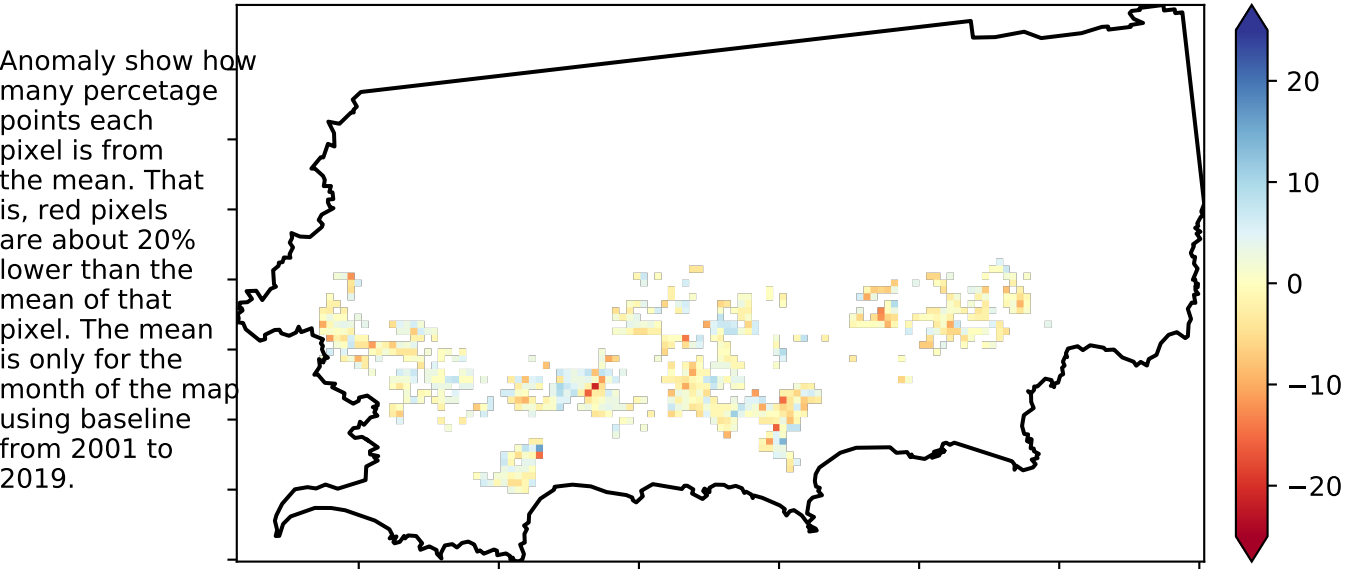 Anomaly show how
many percetage
points each
pixel is from
the mean. That
is, red pixels
are about 20%
lower than the
mean of that
pixel. The mean
is only for the
month of the map
using baseline
from 2001 to
2019.
20
10
0
−10
−20